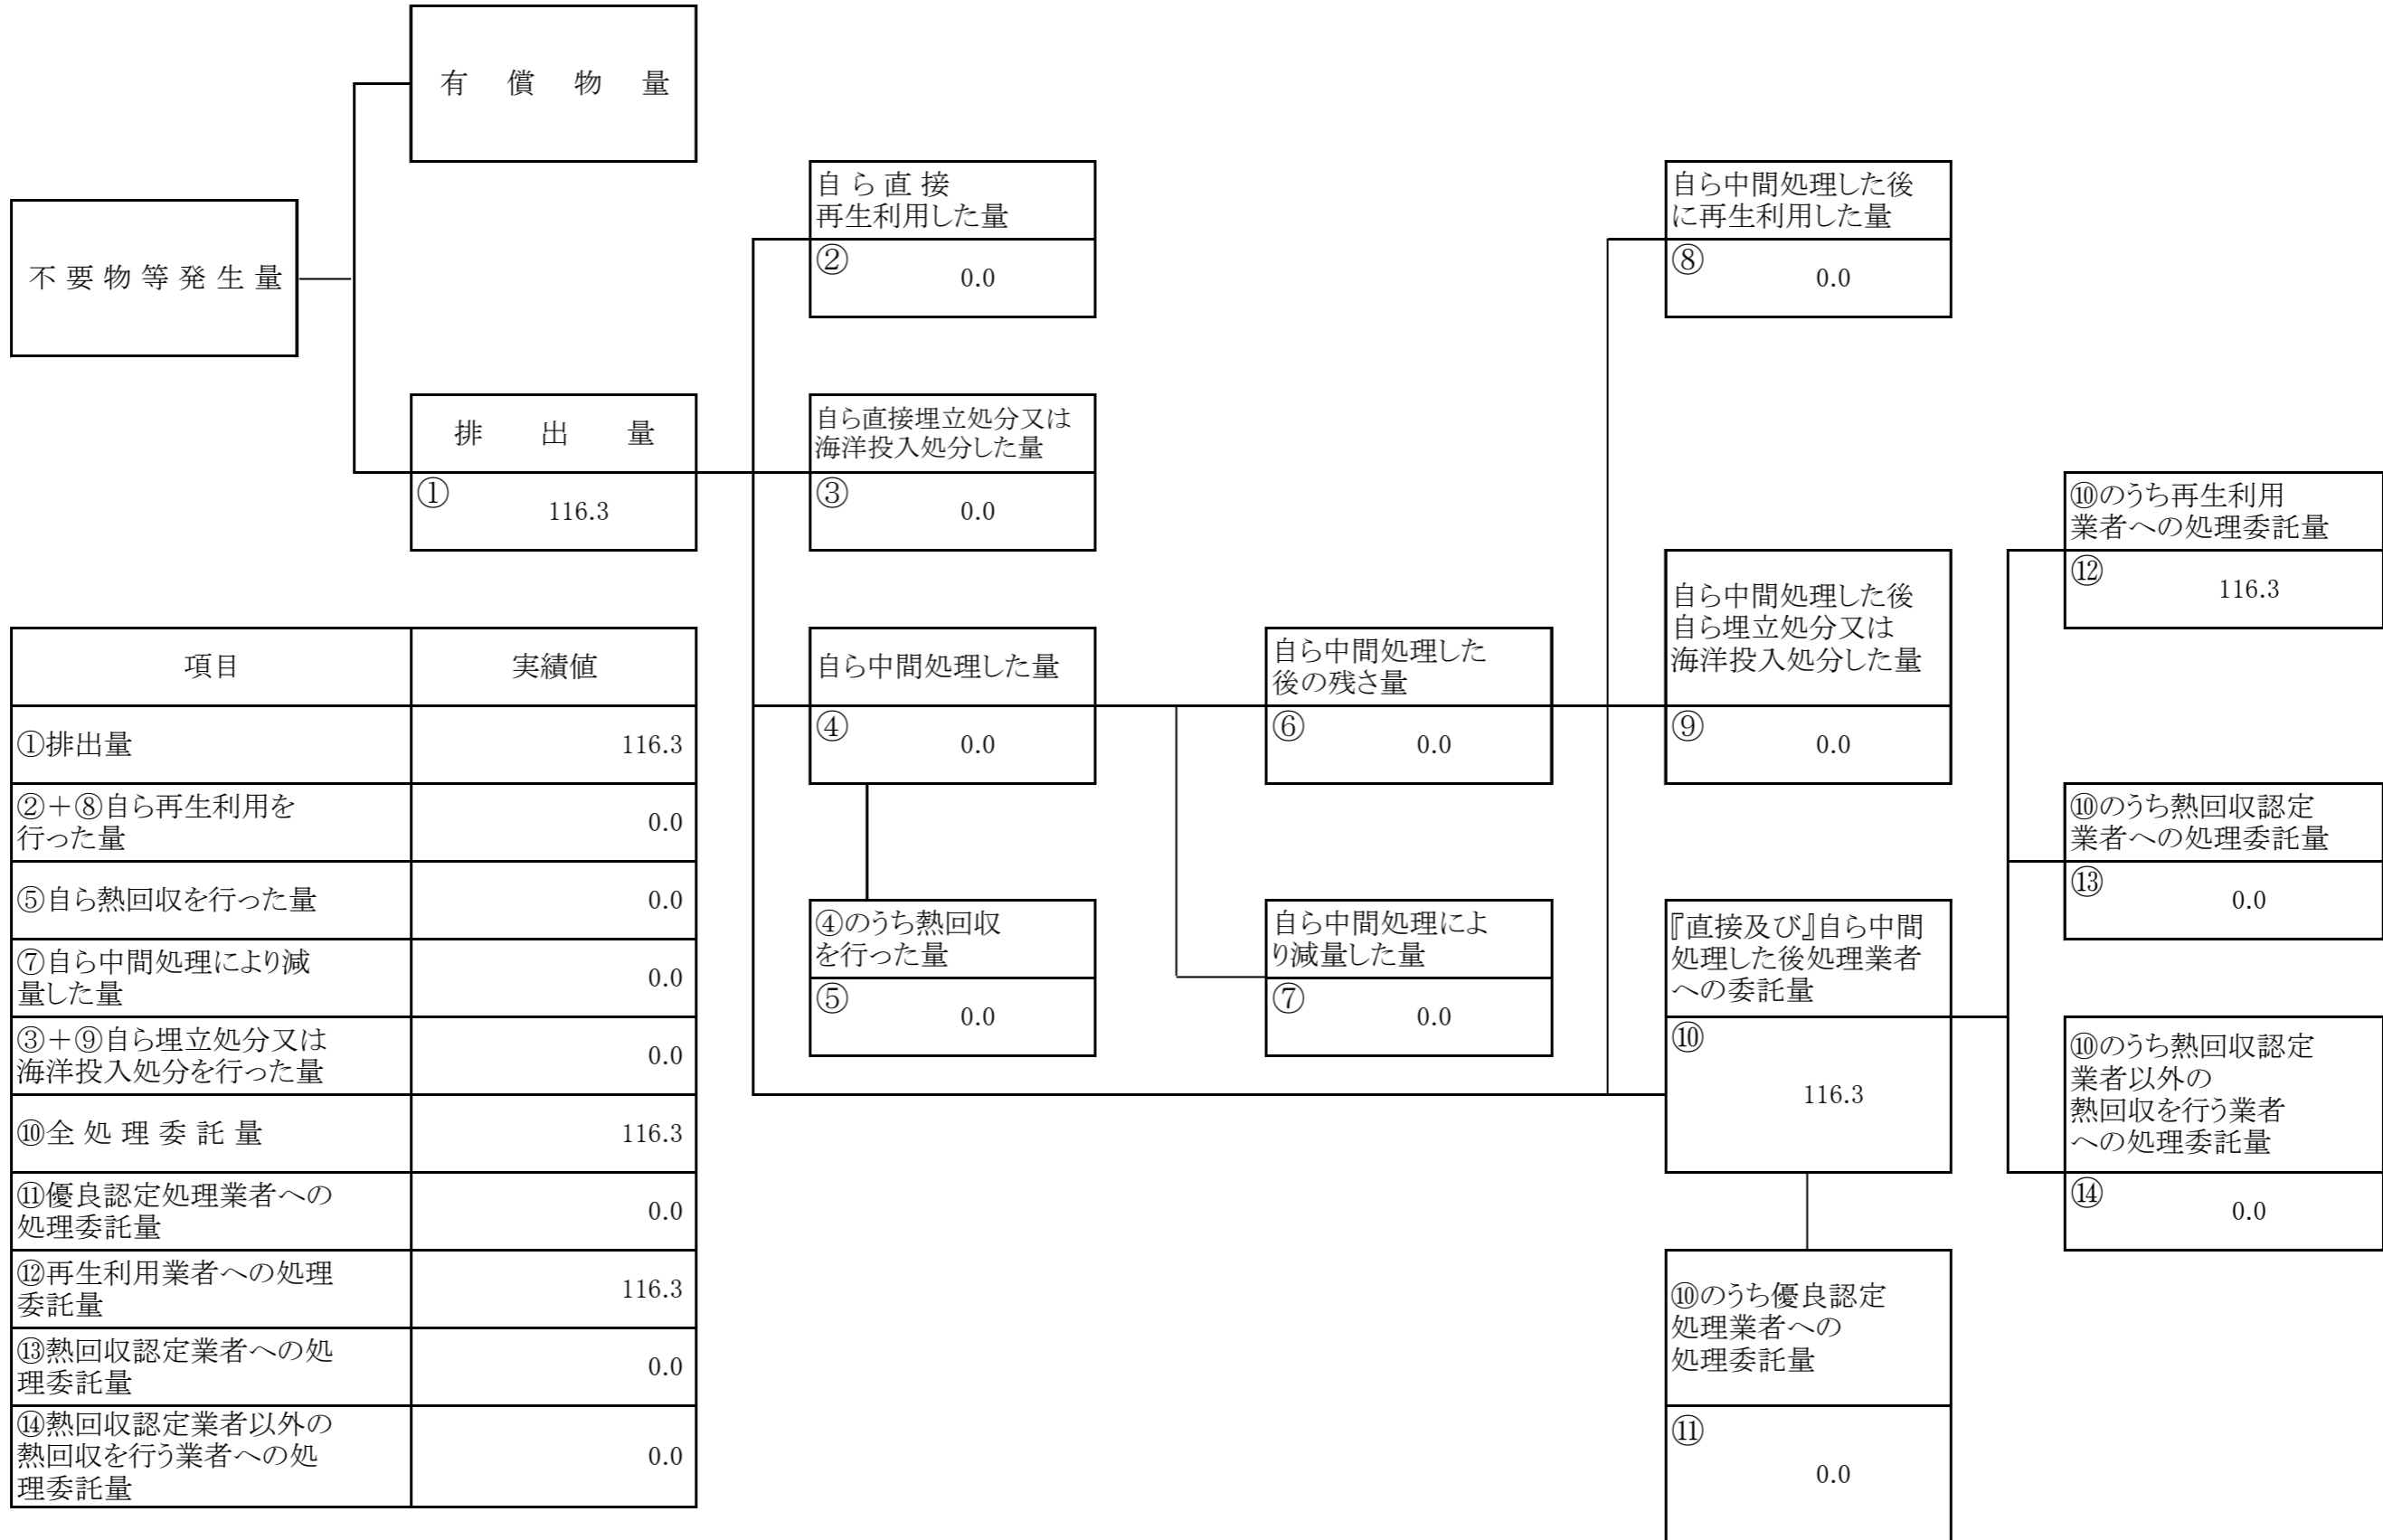 有 償 物 量
不 要 物 等 発 生 量
自 ら 直 接
再生利用した量
②
0.0
自ら中間処理した後
に再生利用した量
⑧
0.0
排 出 量
①
116.3
自ら直接埋立処分又は
海洋投入処分した量
③
0.0
⑩のうち再生利用
業者への処理委託量
⑫
116.3
自ら中間処理した量
④
0.0
自ら中間処理した
後の残さ量
⑥
0.0
自ら中間処理した後
自ら埋立処分又は
海洋投入処分した量
⑨
0.0
⑩のうち熱回収認定
業者への処理委託量
⑬
0.0
④のうち熱回収
を行った量
⑤
0.0
自ら中間処理によ
り減量した量
⑦
0.0
『直接及び』自ら中間
処理した後処理業者
への委託量
⑩
116.3
⑩のうち熱回収認定
業者以外の
熱回収を行う業者
への処理委託量
⑭
0.0
⑩のうち優良認定
処理業者への
処理委託量
⑪
0.0
項目 実績値
①排出量 116.3
②＋⑧自ら再生利用を
行った量 0.0
⑤自ら熱回収を行った量 0.0
⑦自ら中間処理により減
量した量 0.0
③＋⑨自ら埋立処分又は
海洋投入処分を行った量 0.0
⑩全 処 理 委 託 量 116.3
⑪優良認定処理業者への
処理委託量 0.0
⑫再生利用業者への処理
委託量 116.3
⑬熱回収認定業者への処
理委託量 0.0
⑭熱回収認定業者以外の
熱回収を行う業者への処
理委託量 0.0